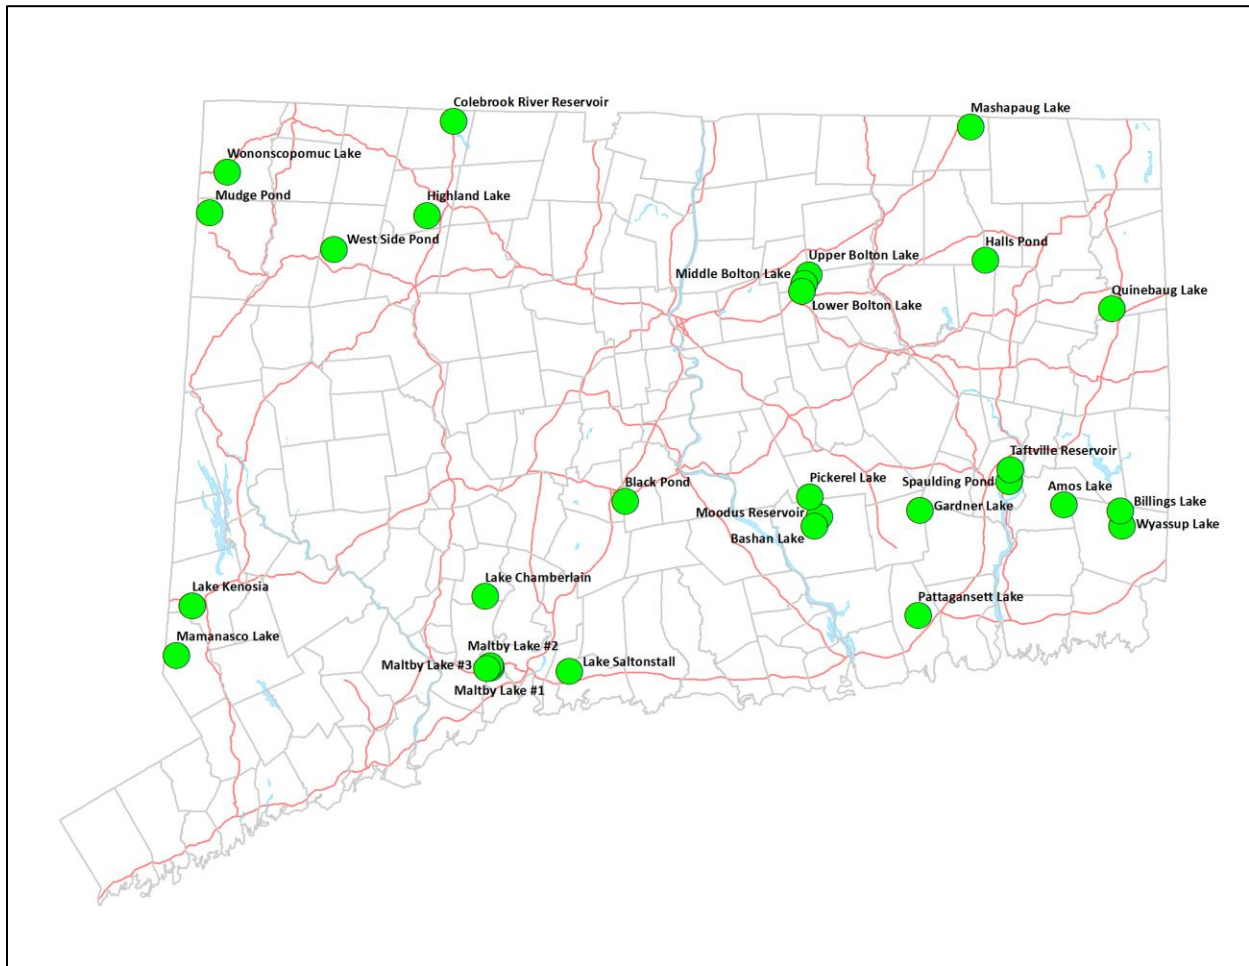 Colebrook River Reservoir
Mashapaug Lake
Wononscopomuc Lake
Mudge Pond
Highland Lake
West Side Pond
Halls Pond
Upper Bolton Lake
Middle Bolton Lake
Lower Bolton Lake
Quinebaug Lake
Taftville Reservoir
Pickerel Lake
Spaulding Pond
Black Pond
Amos Lake
Billings Lake
Moodus Reservoir
Gardner Lake
Wyassup Lake
Bashan Lake
Lake Chamberlain
Lake Kenosia
Pattagansett Lake
Mamanasco Lake
Maltby Lake #2
Maltby Lake #3
Lake Saltonstall
Maltby Lake #1